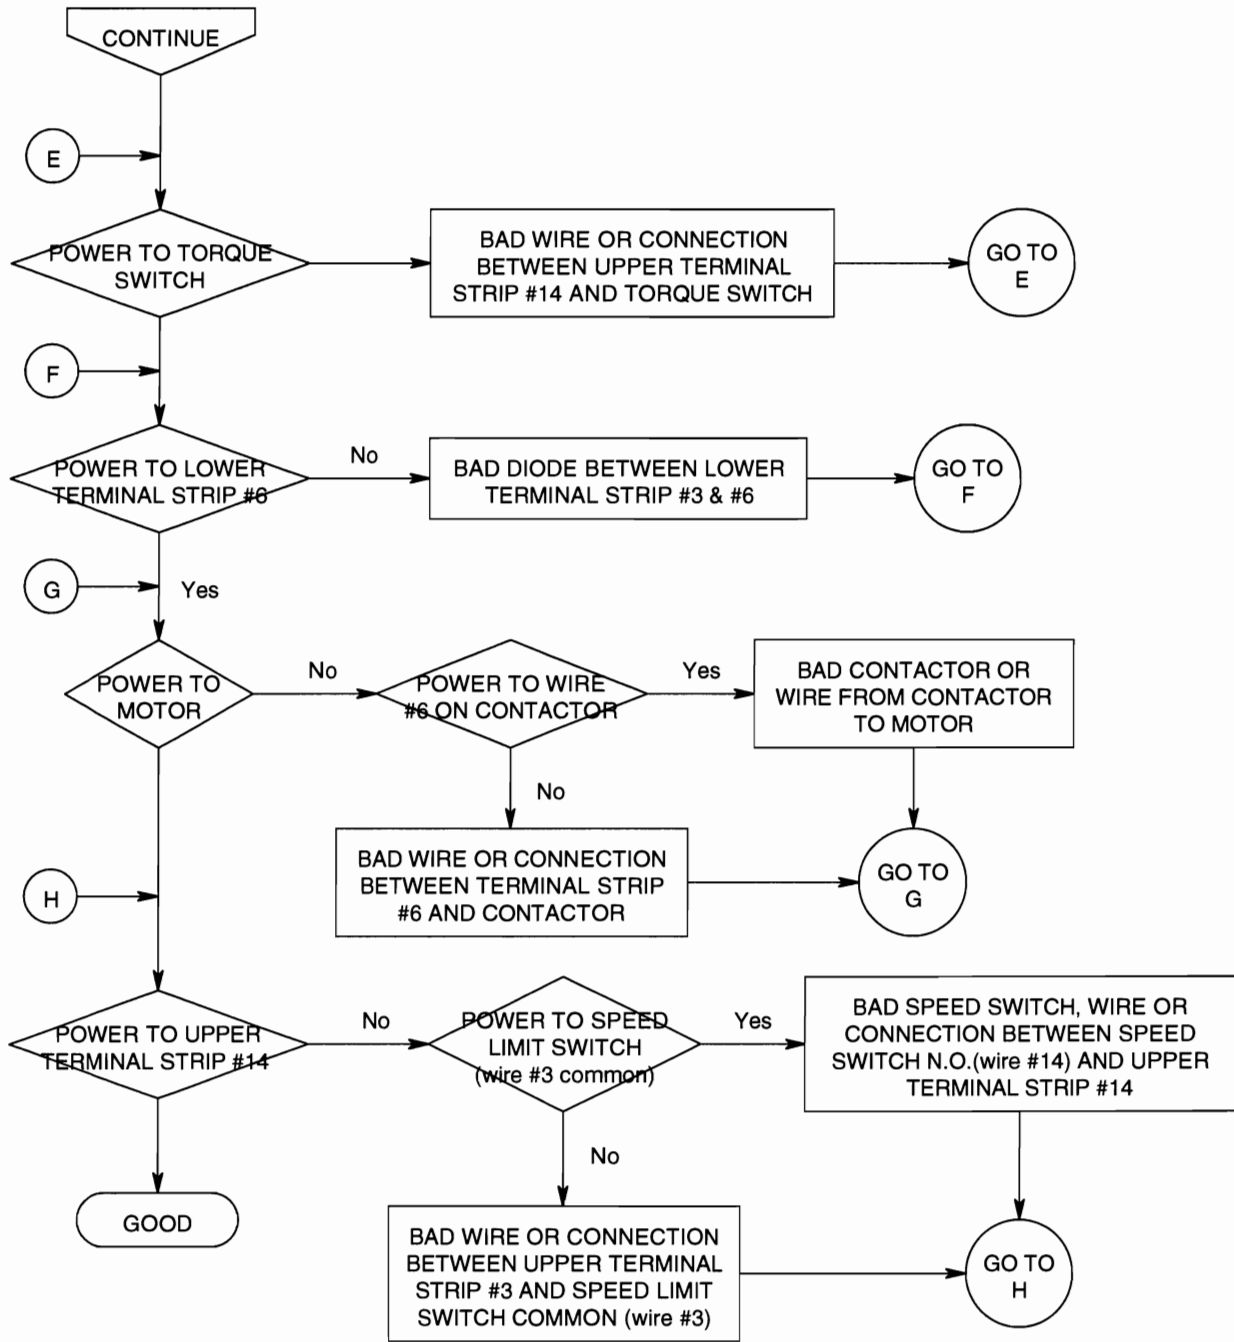 CONTINUE
E
POWER TO TORQUE
SWITCH
BAD WIRE OR CONNECTION
BETWEEN UPPER TERMINAL
STRIP #14 AND TORQUE SWITCH
GO TO
E
F
POWER TO LOWER
TERMINAL STRIP #6
No
BAD DIODE BETWEEN LOWER
TERMINAL STRIP #3 & #6
GO TO
F
G
Yes
POWER TO
MOTOR
No
POWER TO WIRE
#6 ON CONTACTOR
Yes
BAD CONTACTOR OR
WIRE FROM CONTACTOR
TO MOTOR
No
BAD WIRE OR CONNECTION
BETWEEN TERMINAL STRIP
#6 AND CONTACTOR
GO TO
G
H
POWER TO UPPER
TERMINAL STRIP #14
No
POWER TO SPEED
LIMIT SWITCH
(wire #3 common)
Yes
BAD SPEED SWITCH, WIRE OR
CONNECTION BETWEEN SPEED
SWITCH N.O.(wire #14) AND UPPER
TERMINAL STRIP #14
No
GOOD
BAD WIRE OR CONNECTION
BETWEEN UPPER TERMINAL
STRIP #3 AND SPEED LIMIT
SWITCH COMMON (wire #3)
GO TO
H